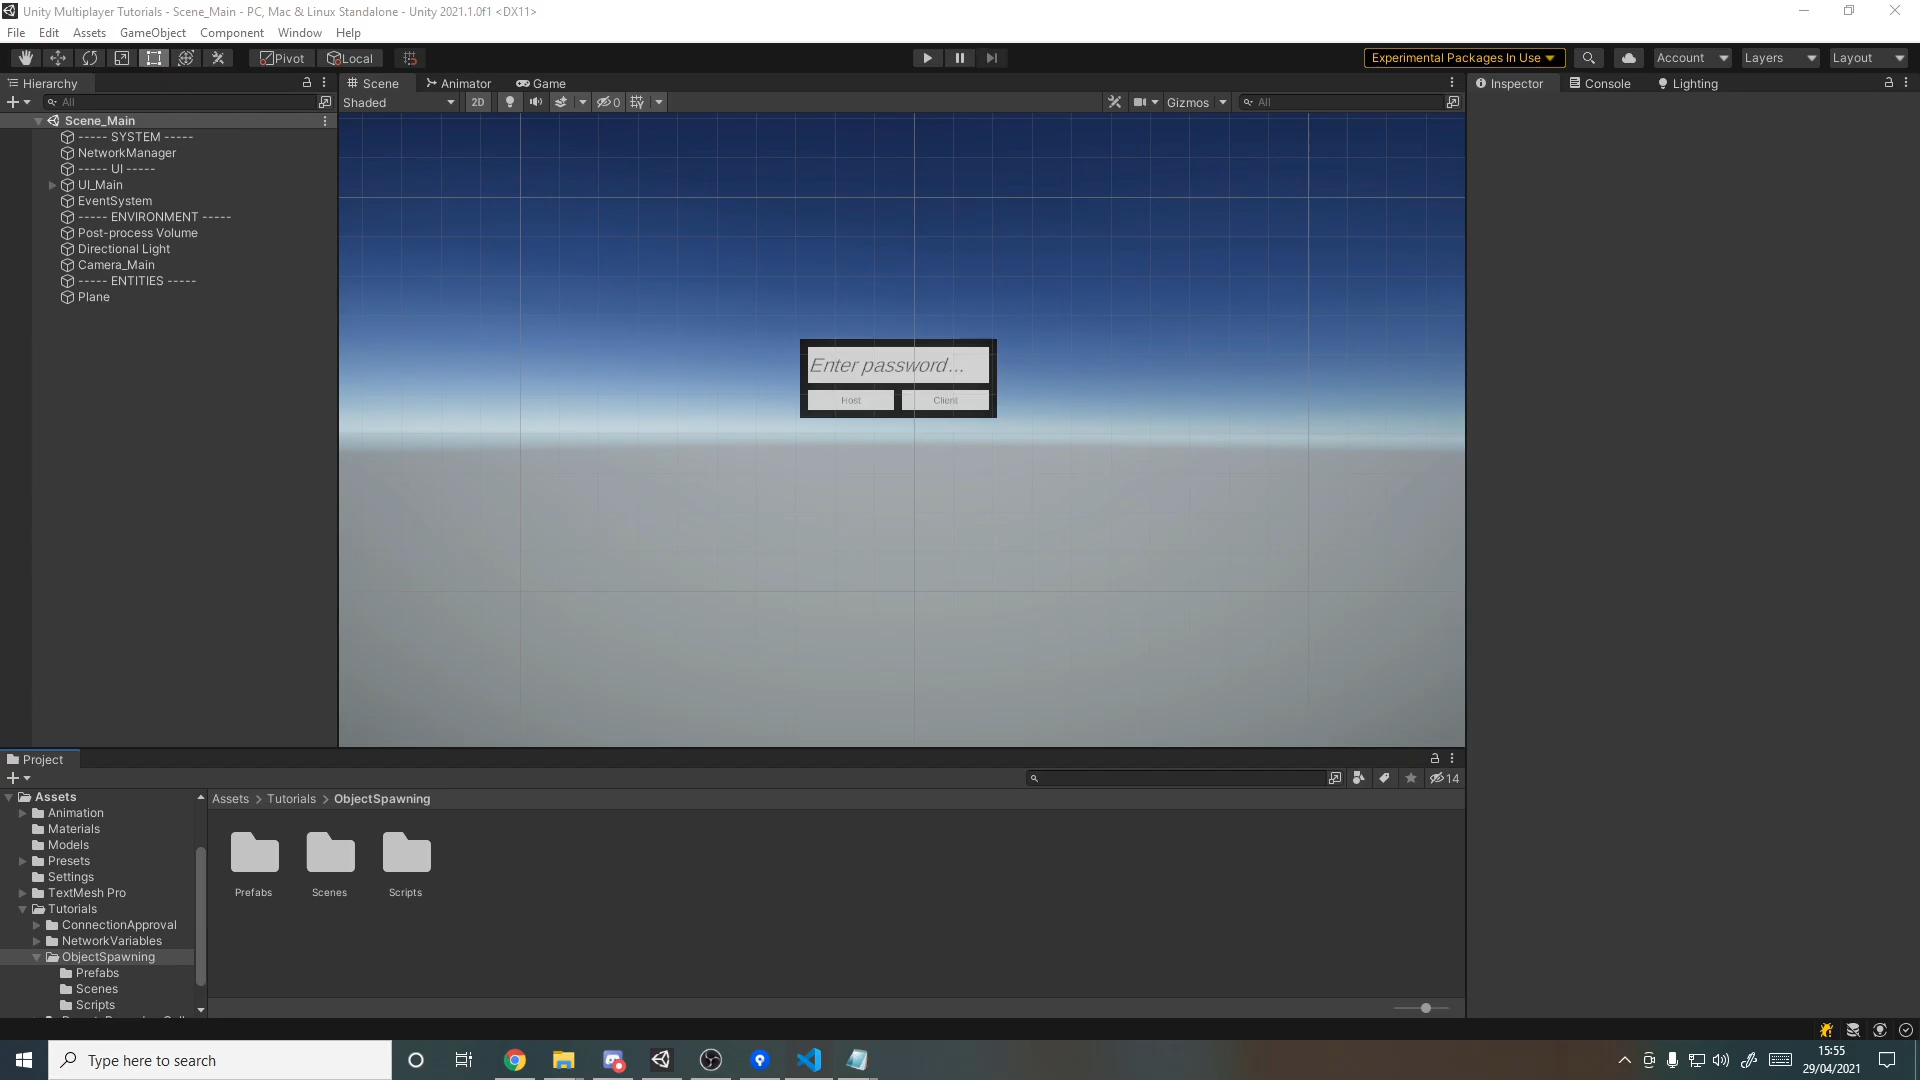 Unity Multiplayer Tutorials - Scene_Main - PC, Mac & Linux Standalone - Unity 2021.1.0f1 <DX11>
File Edit Assets GameObject Component Window Help
Pivot Local Experimental Packages In Use Account Layers Layout
Hierarchy Scene Animator Game Inspector Console Lighting
All Shaded 2D 0 Gizmos All
Scene_Main
----- SYSTEM -----
NetworkManager
----- UI -----
UI_Main
EventSystem
----- ENVIRONMENT -----
Post-process Volume
Directional Light
Camera_Main
----- ENTITIES -----
Plane
Enter password...
Host Client
Project
14
Assets
Animation
Materials
Models
Presets
Settings
TextMesh Pro
Tutorials
ConnectionApproval
NetworkVariables
ObjectSpawning
Prefabs
Scenes
Scripts
Assets > Tutorials > ObjectSpawning
Prefabs Scenes Scripts
Type here to search
15:55
29/04/2021